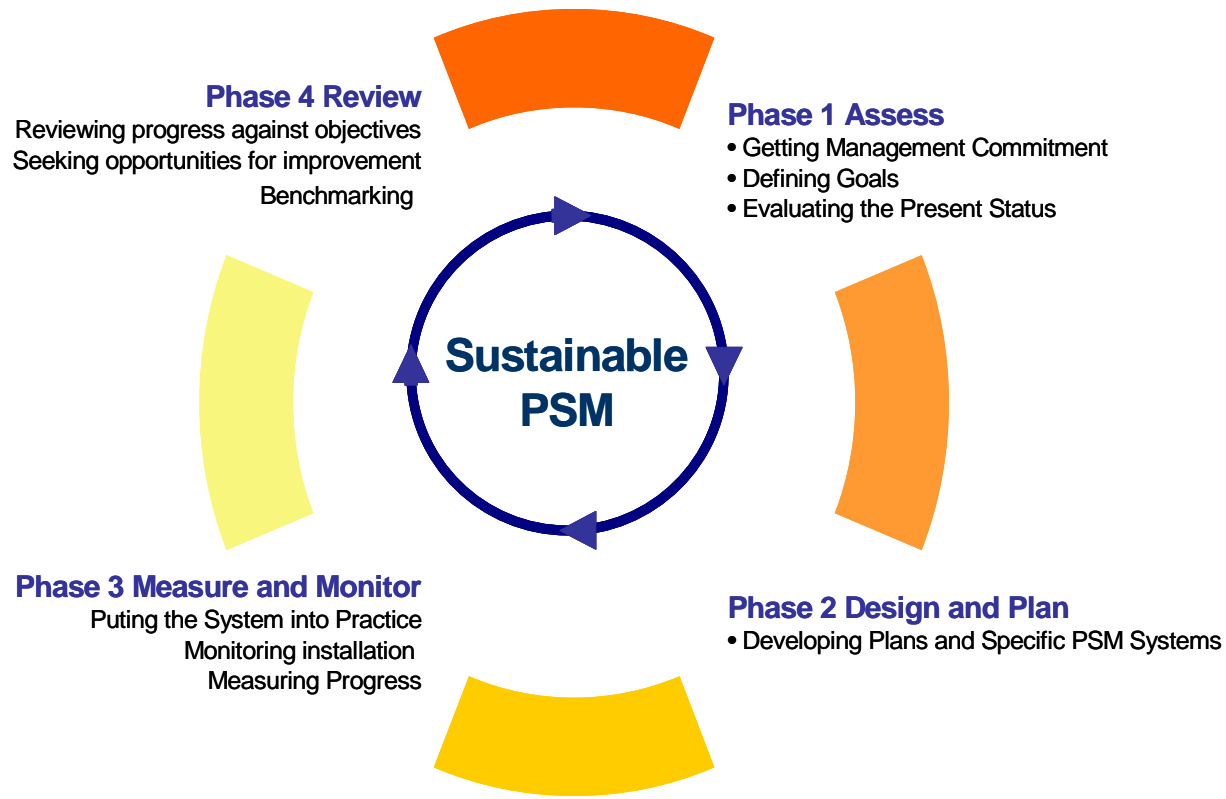 Phase 4 Review
Reviewing progress against objectives
Seeking opportunities for improvement
Benchmarking
Phase 1 Assess
• Getting Management Commitment
• Defining Goals
• Evaluating the Present Status
Sustainable
PSM
Phase 3 Measure and Monitor
Puting the System into Practice
Monitoring installation
Measuring Progress
Phase 2 Design and Plan
• Developing Plans and Specific PSM Systems